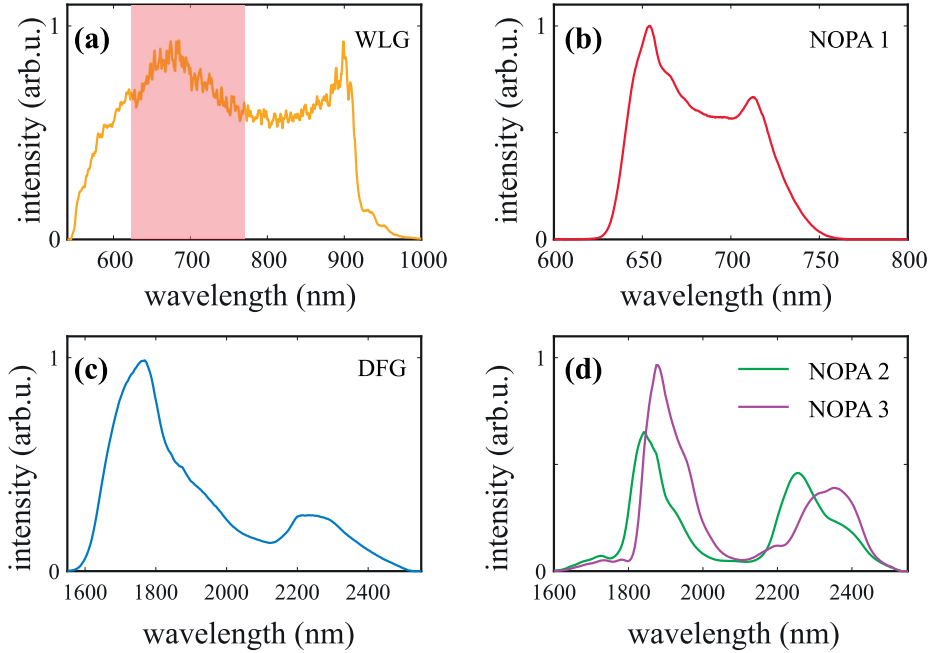 (a) WLG
1
0
intensity (arb.u.)
600 700 800 900 1000
wavelength (nm)
(b) NOPA 1
1
0
intensity (arb.u.)
600 650 700 750 800
wavelength (nm)
(c) DFG
1
0
intensity (arb.u.)
1600 1800 2000 2200 2400
wavelength (nm)
(d) NOPA 2
NOPA 3
1
0
intensity (arb.u.)
1600 1800 2000 2200 2400
wavelength (nm)